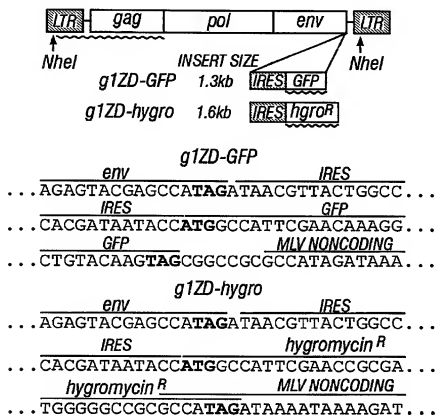 LTR gag pol env LTR
NheI INSERT SIZE NheI
g1ZD-GFP 1.3kb IRES GFP
g1ZD-hygro 1.6kb IRES hgroR
g1ZD-GFP
env IRES
...AGAGTACGAGCCATAGATAACGTTACTGGCC...
IRES GFP
...CACGATAATACCATGGCCATTCGAACAAAGG...
GFP MLV NONCODING
...CTGTACAAGTAGCGGCCGCGCCATAGATAAA...
g1ZD-hygro
env IRES
...AGAGTACGAGCCATAGATAACGTTACTGGCC...
IRES hygromycin R
...CACGATAATACCATGGCCATTCGAACCGCGA...
hygromycin R MLV NONCODING
...TGGGGGCCGCGCCATAGATAAAATAAAAGAT...